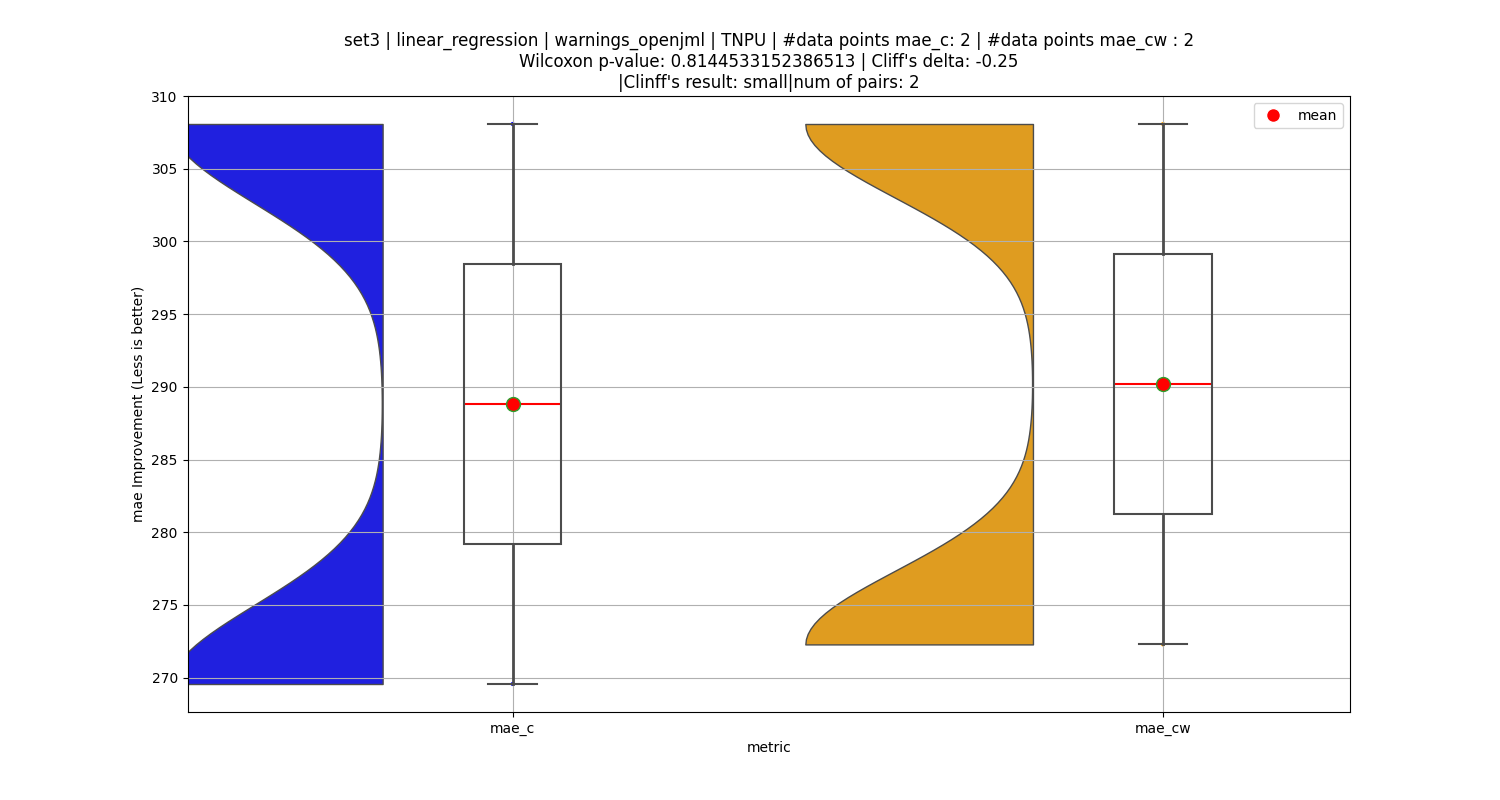 set3 | linear_regression | warnings_openjml | TNPU | #data points mae_c: 2 | #data points mae_cw : 2
Wilcoxon p-value: 0.8144533152386513 | Cliff's delta: -0.25
|Clinff's result: small|num of pairs: 2
mean
mae Improvement (Less is better)
310
305
300
295
290
285
280
275
270
mae_c
mae_cw
metric